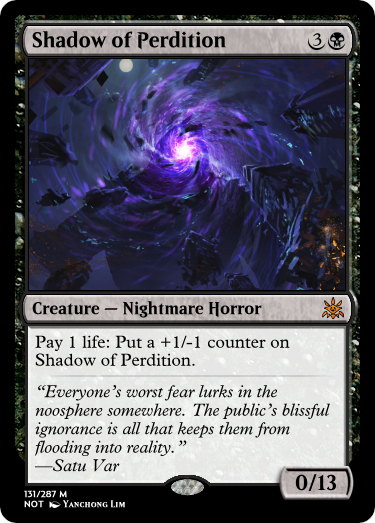 Shadow of Perdition 3
Creature — Nightmare Horror
Pay 1 life: Put a +1/-1 counter on
Shadow of Perdition.
“Everyone’s worst fear lurks in the
noosphere somewhere. The public’s blissful
ignorance is all that keeps them from
flooding into reality.”
—Satu Var
0/13
131/287 M
NOT Yanchong Lim